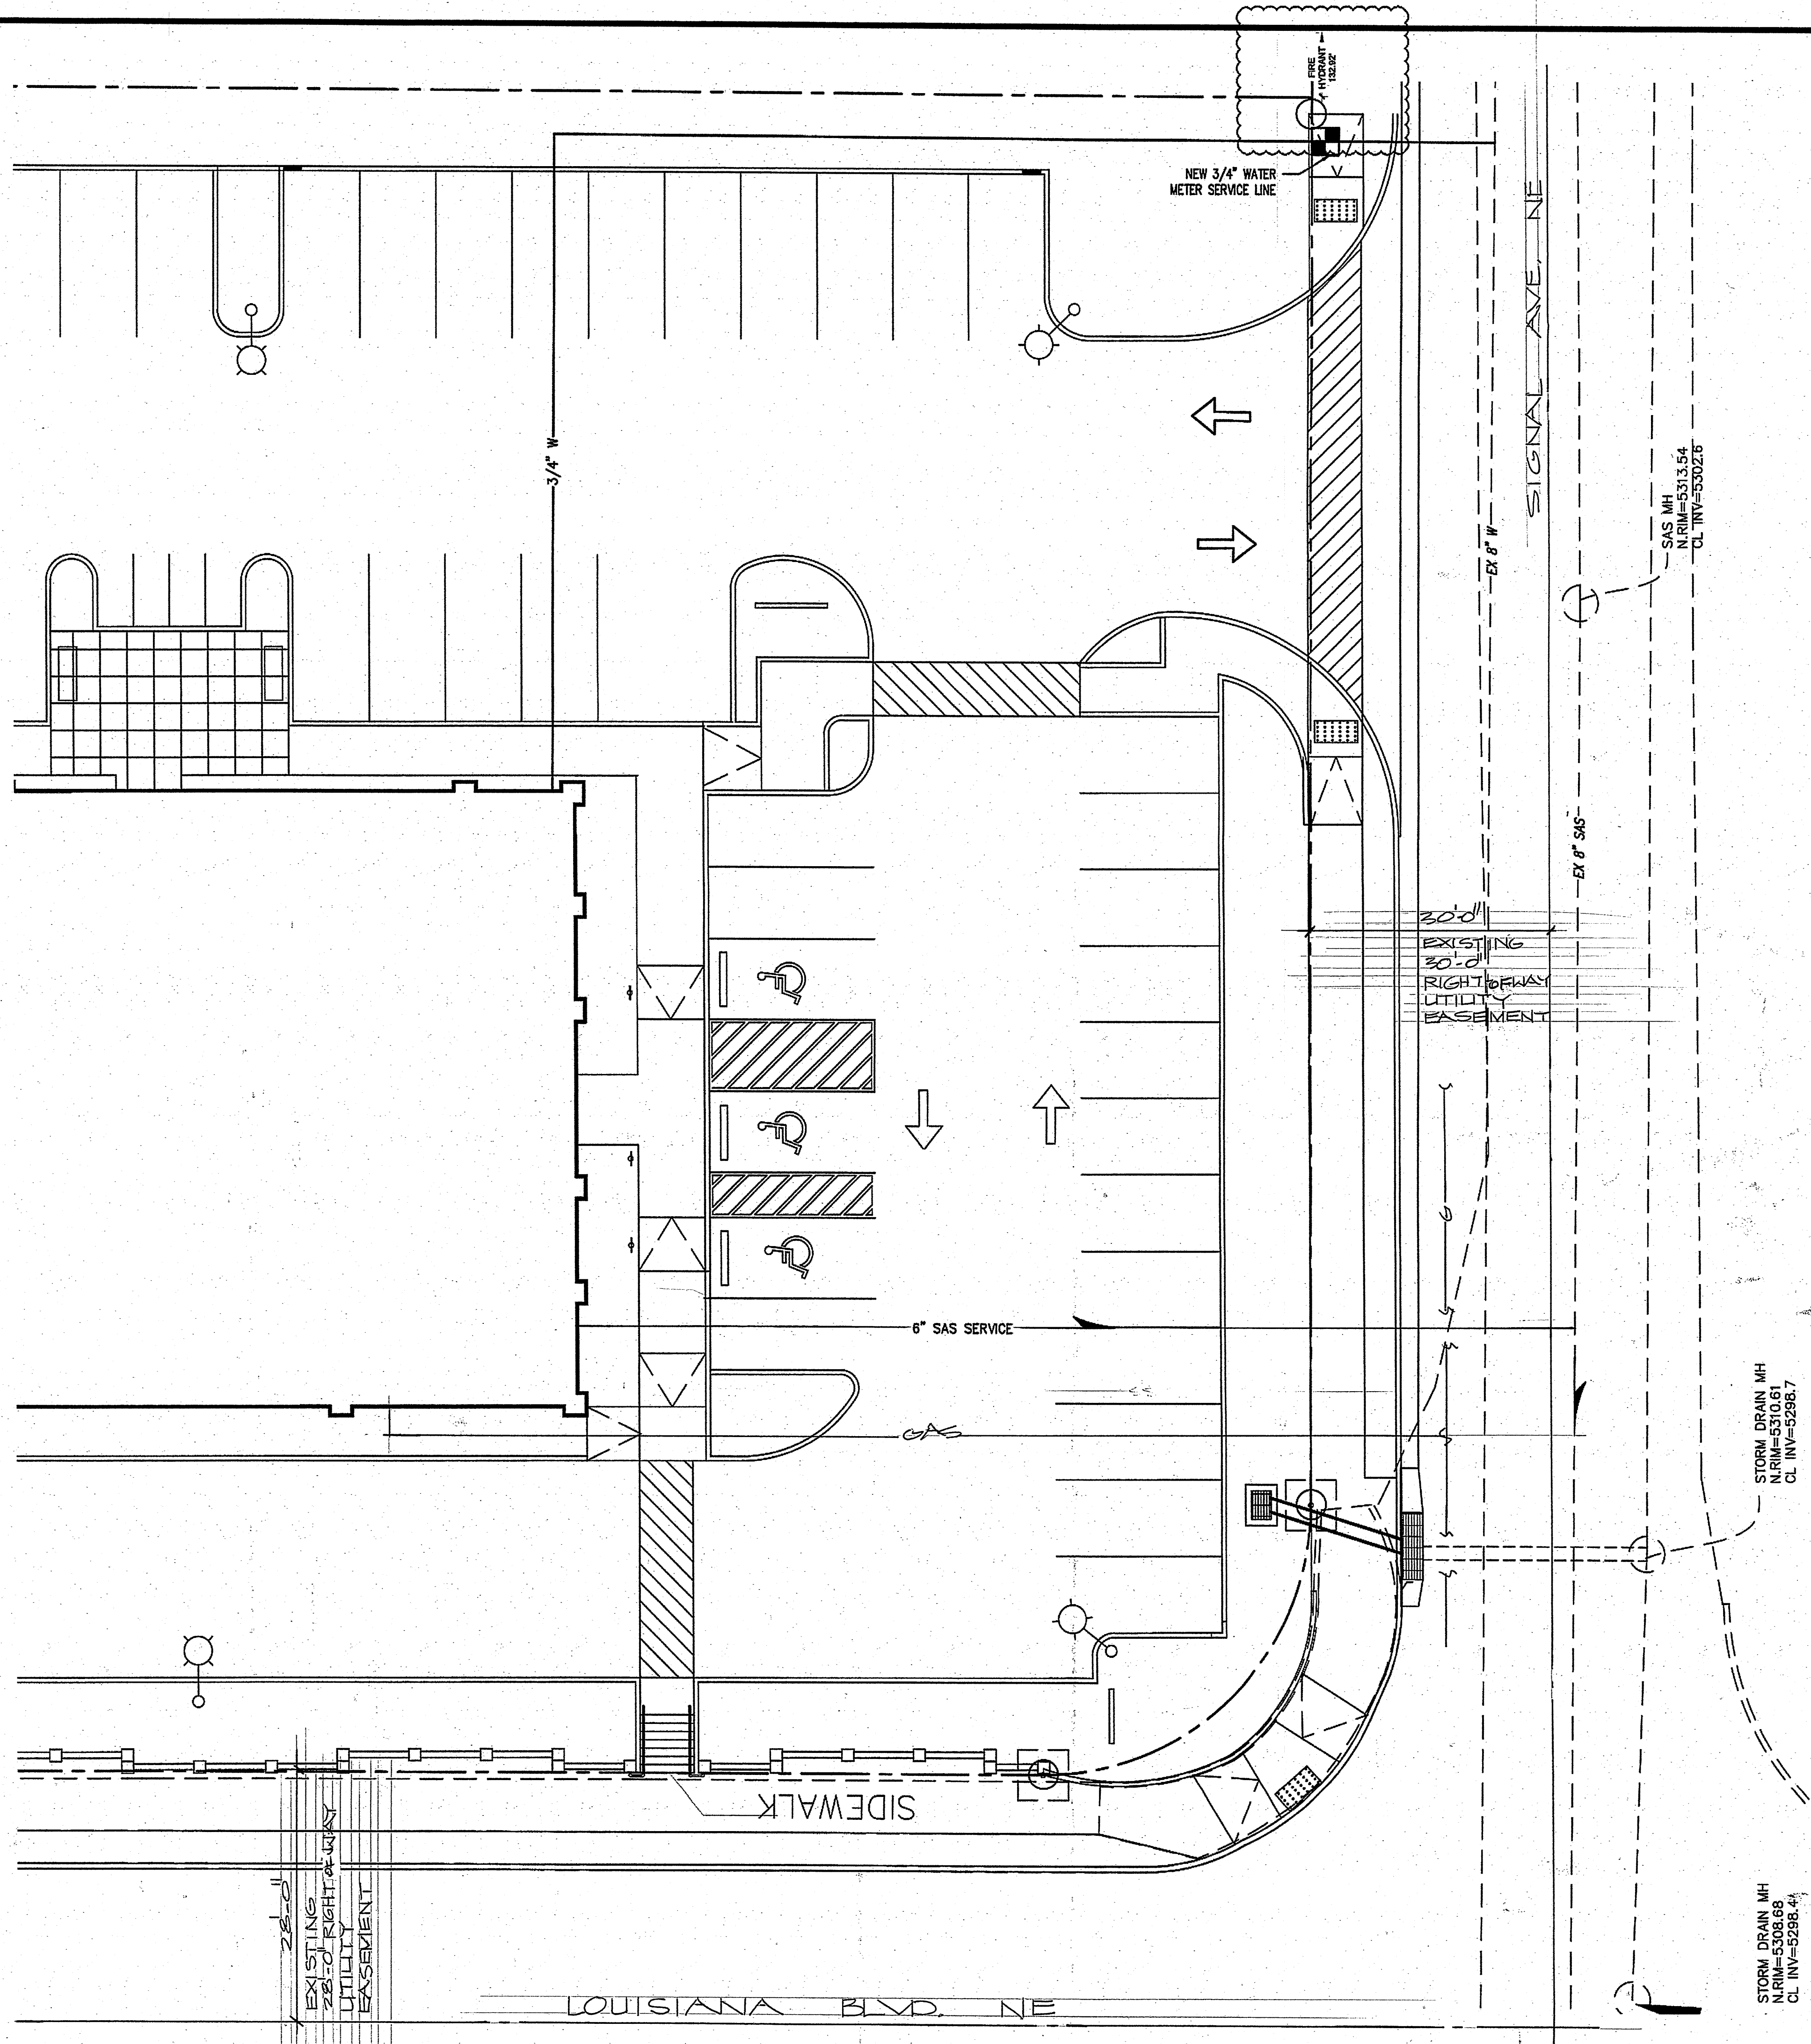 FIRE
HYDRANT
132.92'
NEW 3/4" WATER
METER SERVICE LINE
SIGNAL AVE, NE
3/4" W
SAS MH
N.RIM=5313.54
CL INV=5302.6
EX 8" W
EX 8" SAS
30'-0"
EXISTING
30'-0"
RIGHT OF WAY
UTILITY
EASEMENT
G
6" SAS SERVICE
GAS
STORM DRAIN MH
N.RIM=5310.61
CL INV=5298.7
SIDEWALK
28'-0"
EXISTING
28'-0" RIGHT OF WAY
UTILITY
EASEMENT
STORM DRAIN MH
N.RIM=5308.68
CL INV=5298.4
LOUISIANA BLVD. NE